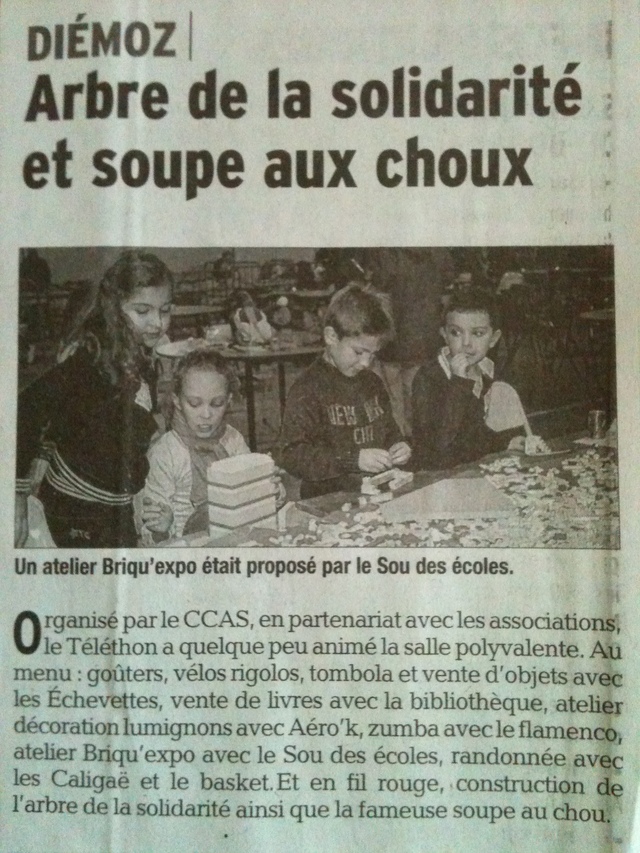 DIÉMOZ |
Arbre de la solidarité
et soupe aux choux
NEW YORK
CITY
Un atelier Briqu'expo était proposé par le Sou des écoles.
Organisé par le CCAS, en partenariat avec les associations,
le Téléthon a quelque peu animé la salle polyvalente. Au
menu : goûters, vélos rigolos, tombola et vente d'objets avec
les Échevettes, vente de livres avec la bibliothèque, atelier
décoration lumignons avec Aéro'k, zumba avec le flamenco,
atelier Briqu'expo avec le Sou des écoles, randonnée avec
les Caligaë et le basket. Et en fil rouge, construction de
l'arbre de la solidarité ainsi que la fameuse soupe au chou.